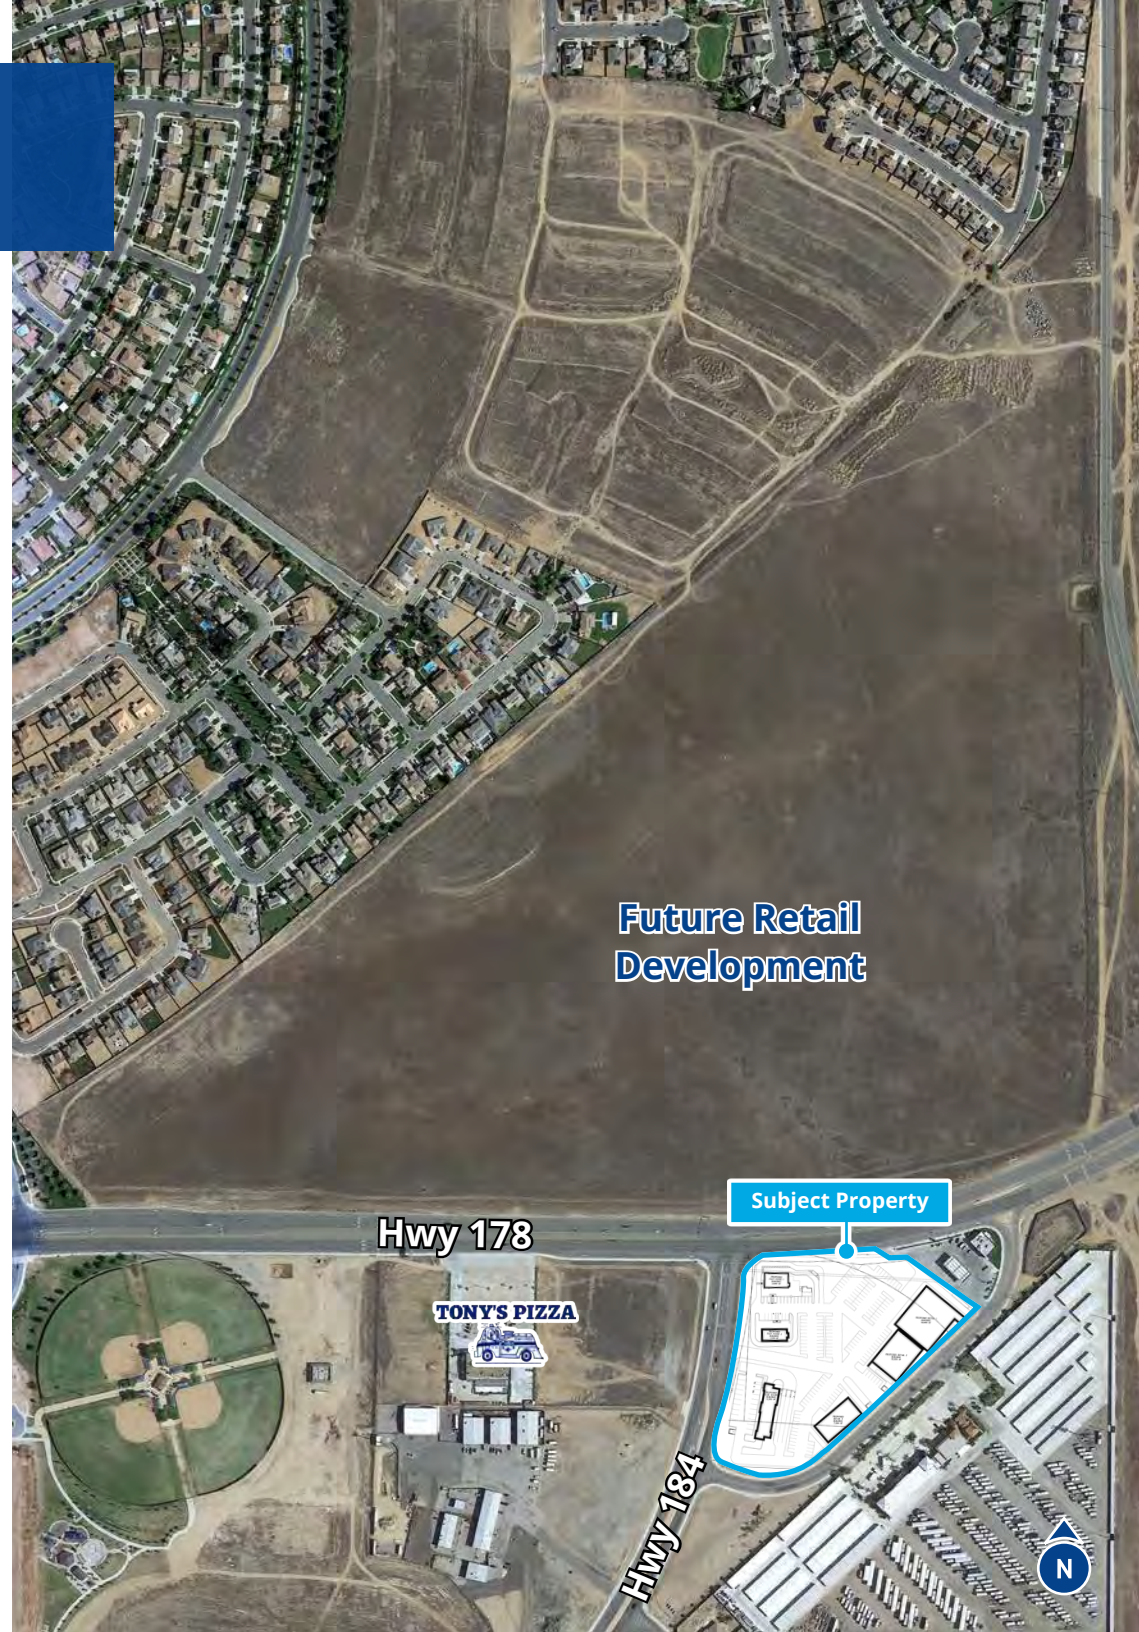 Future Retail
Development
Subject Property
Hwy 178
TONY'S PIZZA
Hwy 184
N